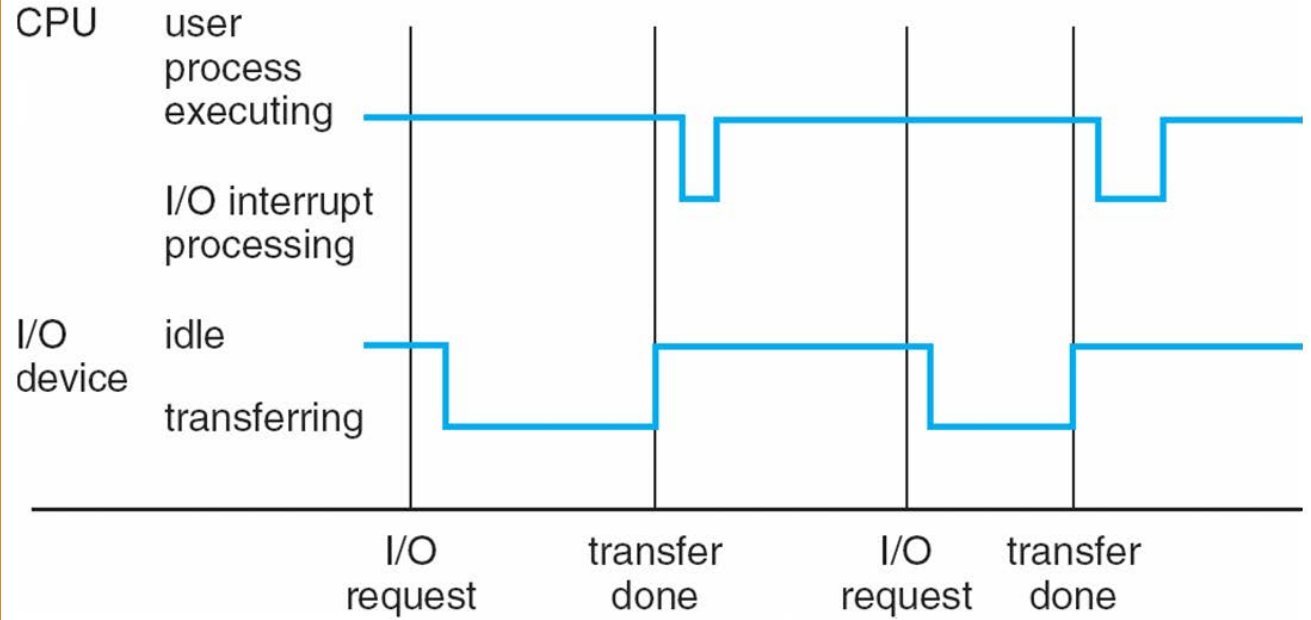 CPU
user
process
executing
I/O interrupt
processing
I/O
device
idle
transferring
I/O
request
transfer
done
I/O
request
transfer
done